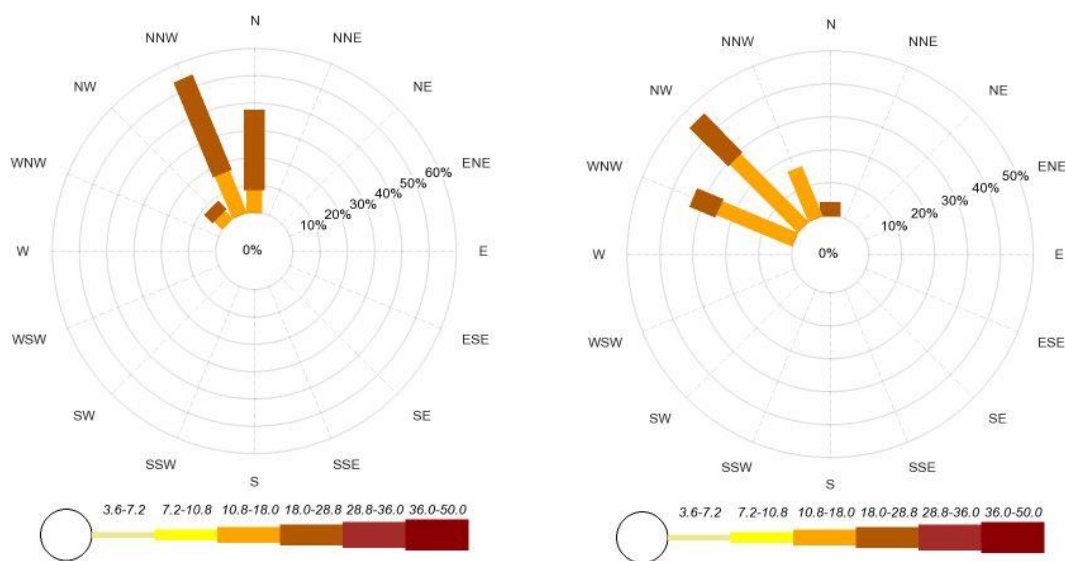 N
NNW NNE
NW NE
WNW ENE
60%
50%
40%
30%
20%
10%
W 0% E
WSW ESE
SW SE
SSW SSE
S
3.6-7.2 7.2-10.8 10.8-18.0 18.0-28.8 28.8-36.0 36.0-50.0
N
NNW NNE
NW NE
WNW ENE
50%
40%
30%
20%
10%
W 0% E
WSW ESE
SW SE
SSW SSE
S
3.6-7.2 7.2-10.8 10.8-18.0 18.0-28.8 28.8-36.0 36.0-50.0